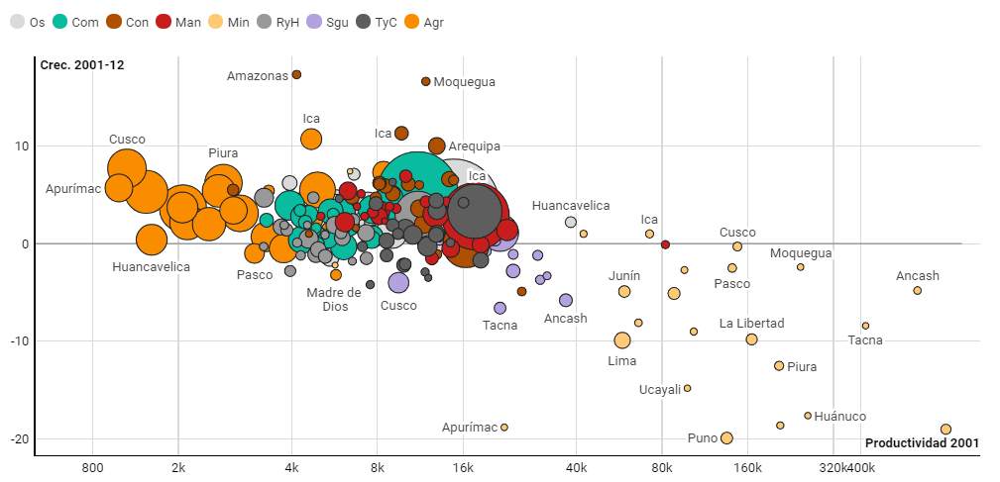 Os Com Con Man Min RyH Sgu TyC Agr
Crec. 2001-12
Amazonas
Moquegua
Ica
Ica
Cusco
10
Arequipa
Piura
Ica
Apurímac
Huancavelica
Ica
Cusco
0
Moquegua
Huancavelica
Pasco
Junín
Pasco
Ancash
Madre de
Dios
Cusco
Tacna
Ancash
La Libertad
-10
Tacna
Lima
Piura
Ucayali
Huánuco
Apurímac
Puno
-20
Productividad 2001
800 2k 4k 8k 16k 40k 80k 160k 320k 400k